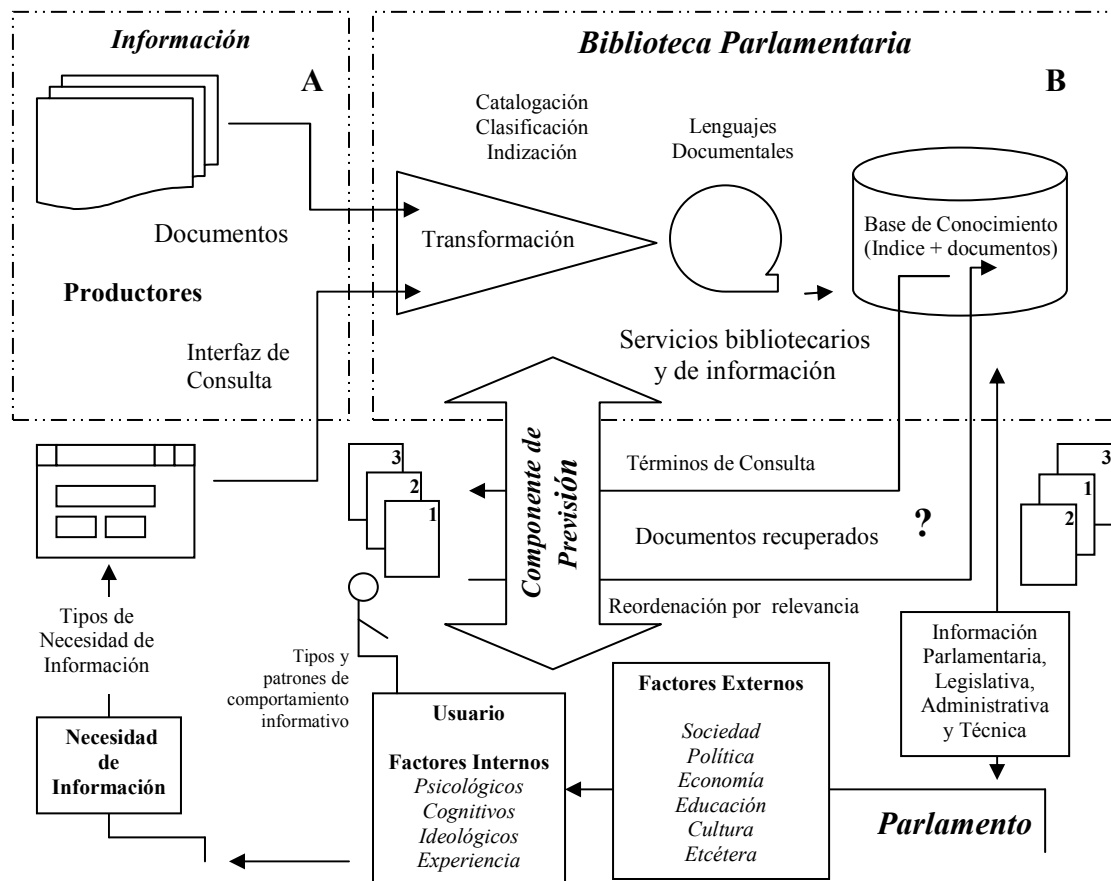 Información
A
Documentos
Productores
Interfaz de
Consulta
Biblioteca Parlamentaria
B
Catalogación
Clasificación
Indización
Lenguajes
Documentales
Transformación
Base de Conocimiento
(Indice + documentos)
Servicios bibliotecarios
y de información
Componente de
Previsión
3
2
1
Términos de Consulta
Documentos recuperados
?
Reordenación por relevancia
3
1
2
Tipos de
Necesidad de
Información
Necesidad
de
Información
Tipos y
patrones de
comportamiento
informativo
Usuario
Factores Internos
Psicológicos
Cognitivos
Ideológicos
Experiencia
Factores Externos
Sociedad
Política
Economía
Educación
Cultura
Etcétera
Información
Parlamentaria,
Legislativa,
Administrativa
y Técnica
Parlamento